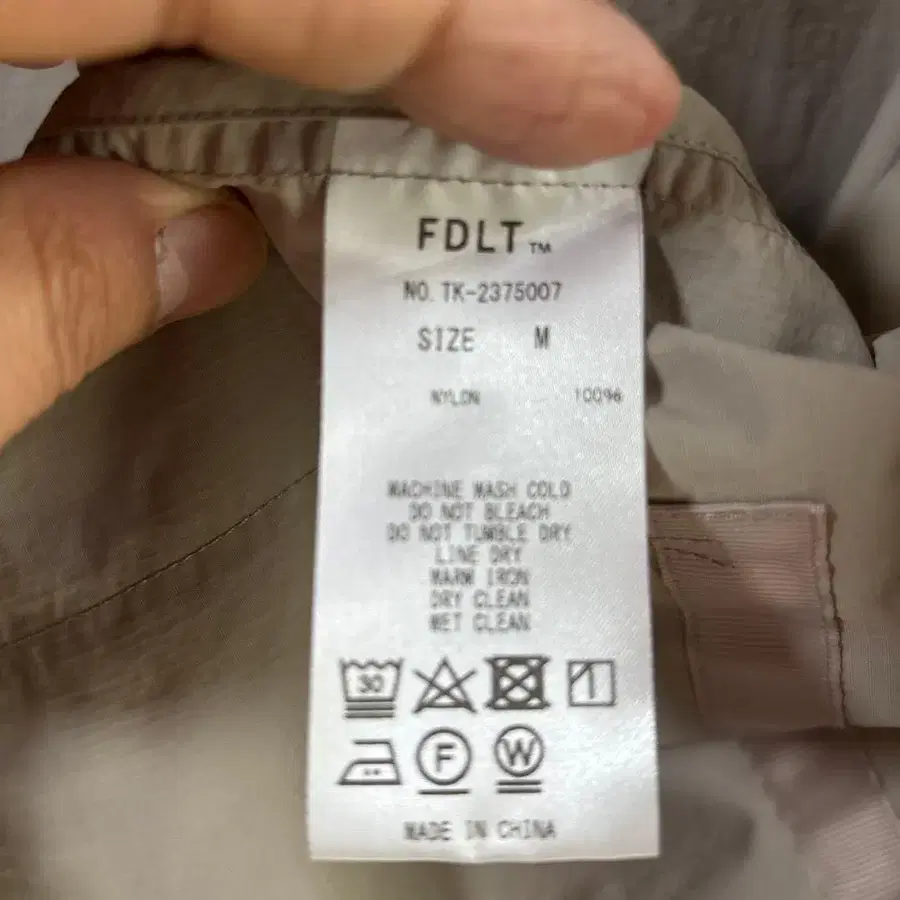 FDLT™
NO. TK-2375007
SIZE M
NYLON 100%
MACHINE WASH COLD
DO NOT BLEACH
DO NOT TUMBLE DRY
LINE DRY
WARM IRON
DRY CLEAN
WET CLEAN
30
F W
MADE IN CHINA